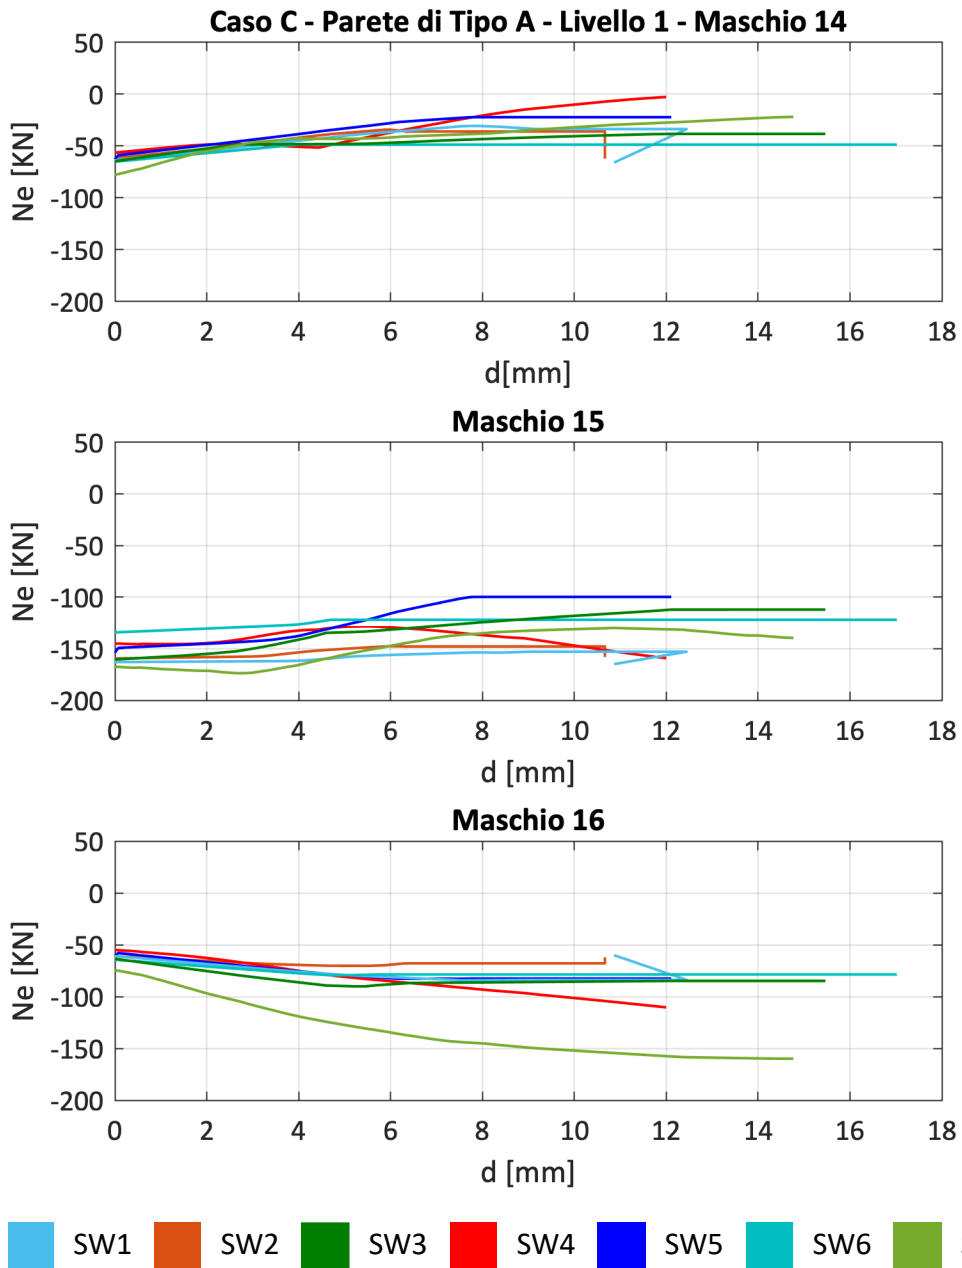 Caso C - Parete di Tipo A - Livello 1 - Maschio 14
50
0
-50
-100
-150
-200
Ne [KN]
0 2 4 6 8 10 12 14 16 18
d[mm]
Maschio 15
50
0
-50
-100
-150
-200
Ne [KN]
0 2 4 6 8 10 12 14 16 18
d [mm]
Maschio 16
50
0
-50
-100
-150
-200
Ne [KN]
0 2 4 6 8 10 12 14 16 18
d [mm]
SW1 SW2 SW3 SW4 SW5 SW6